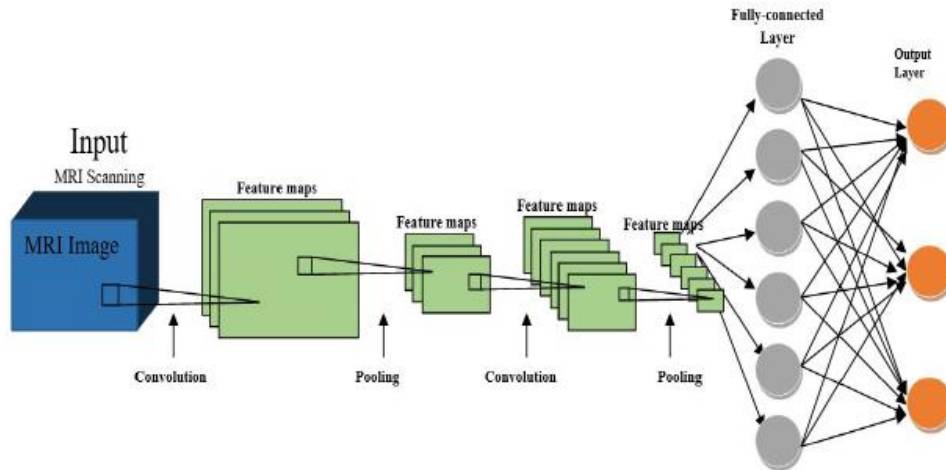 Fully-connected
Layer
Output
Layer
Input
MRI Scanning
MRI Image
Feature maps
Feature maps
Feature maps
Feature maps
Convolution
Pooling
Convolution
Pooling